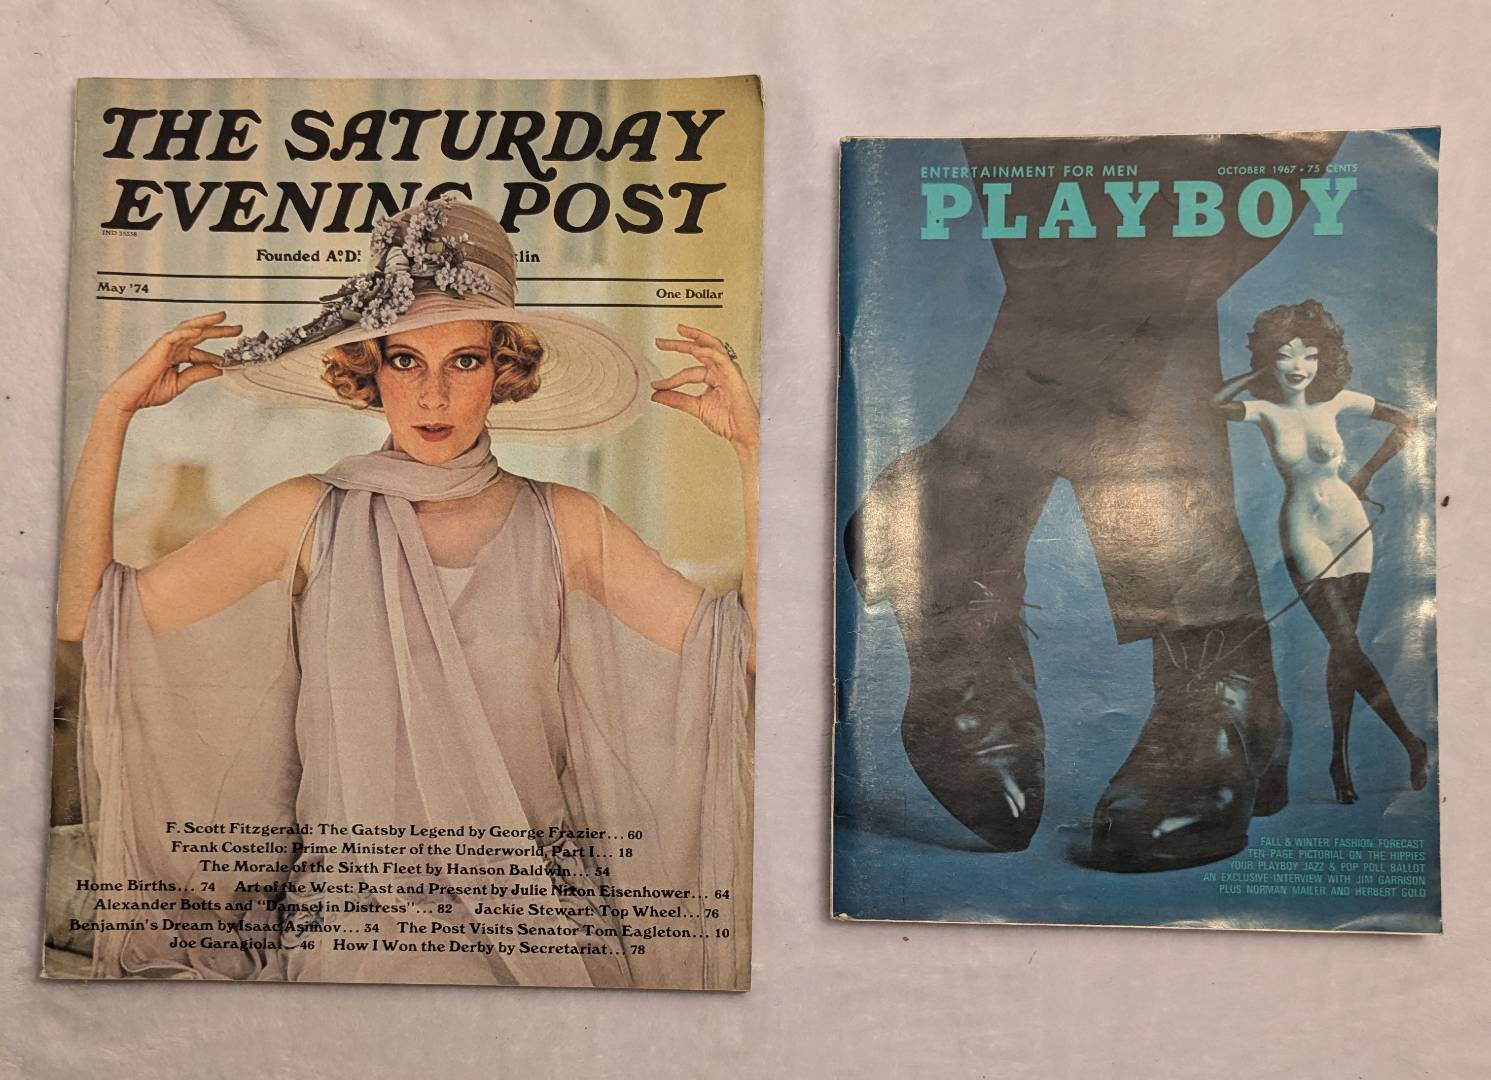 THE SATURDAY
EVENING POST
IND 35558
Founded A.D. lin
May '74
One Dollar
F. Scott Fitzgerald: The Gatsby Legend by George Frazier... 60
Frank Costello: Prime Minister of the Underworld, Part I... 18
The Morale of the Sixth Fleet by Hanson Baldwin... 54
Home Births... 74 Art of the West: Past and Present by Julie Nixon Eisenhower... 64
Alexander Botts and "Damsel in Distress"... 82 Jackie Stewart: Top Wheel... 76
Benjamin's Dream by Isaac Asimov... 34 The Post Visits Senator Tom Eagleton... 10
Joe Garagiola... 46 How I Won the Derby by Secretariat... 78
ENTERTAINMENT FOR MEN
OCTOBER 1967 • 75 CENTS
PLAYBOY
FALL & WINTER FASHION FORECAST
TEN-PAGE PICTORIAL ON THE HIPPIES
YOUR PLAYBOY JAZZ & POP POLL BALLOT
AN EXCLUSIVE INTERVIEW WITH JIM GARRISON
PLUS NORMAN MAILER AND HERBERT GOLD